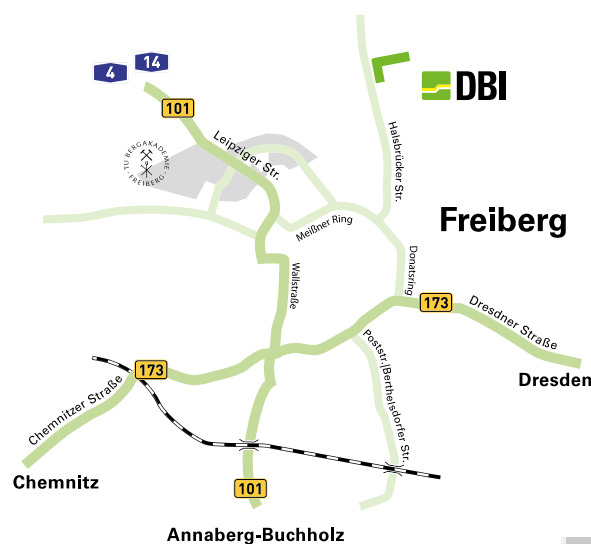 14
4
DBI
101
Leipziger Str.
Halsbrücker Str.
TU BERGAKADEMIE
· FREIBERG ·
Freiberg
Meißner Ring
Donatsring
Wallstraße
173
Dresdner Straße
Poststr./Berthelsdorfer Str.
173
Dresden
Chemnitzer Straße
Chemnitz
101
Annaberg-Buchholz